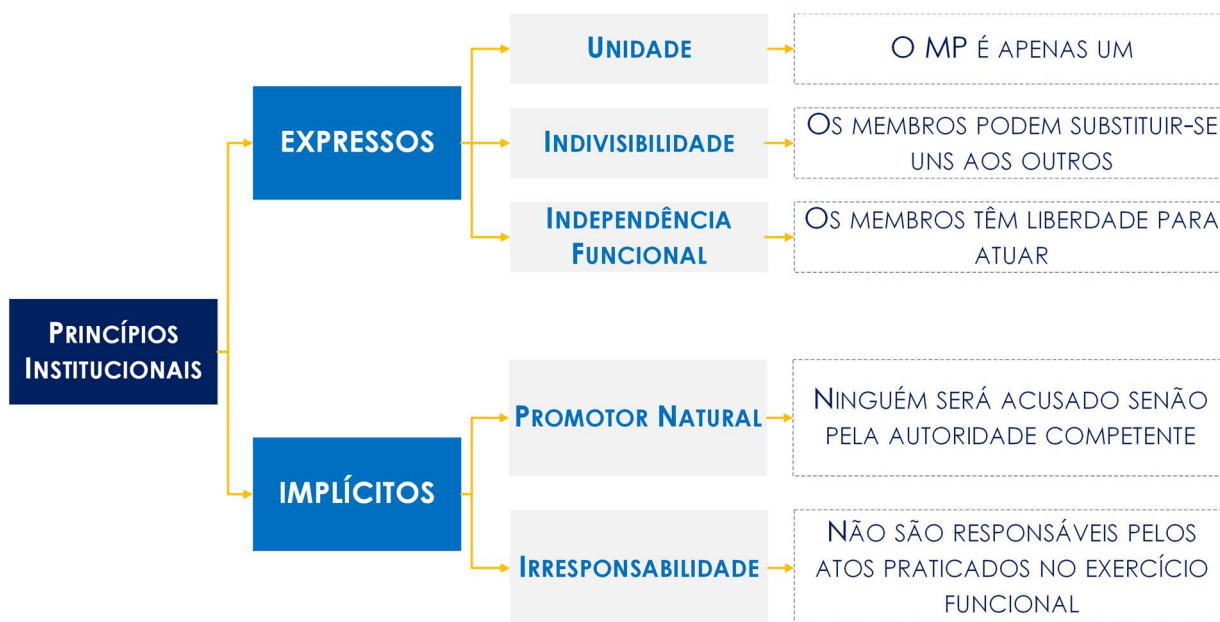 PRINCÍPIOS
INSTITUCIONAIS
EXPRESSOS
UNIDADE
O MP É APENAS UM
INDIVISIBILIDADE
OS MEMBROS PODEM SUBSTITUIR-SE
UNS AOS OUTROS
INDEPENDÊNCIA
FUNCIONAL
OS MEMBROS TÊM LIBERDADE PARA
ATUAR
IMPLÍCITOS
PROMOTOR NATURAL
NINGUÉM SERÁ ACUSADO SENÃO
PELA AUTORIDADE COMPETENTE
IRRESPONSABILIDADE
NÃO SÃO RESPONSÁVEIS PELOS
ATOS PRATICADOS NO EXERCÍCIO
FUNCIONAL